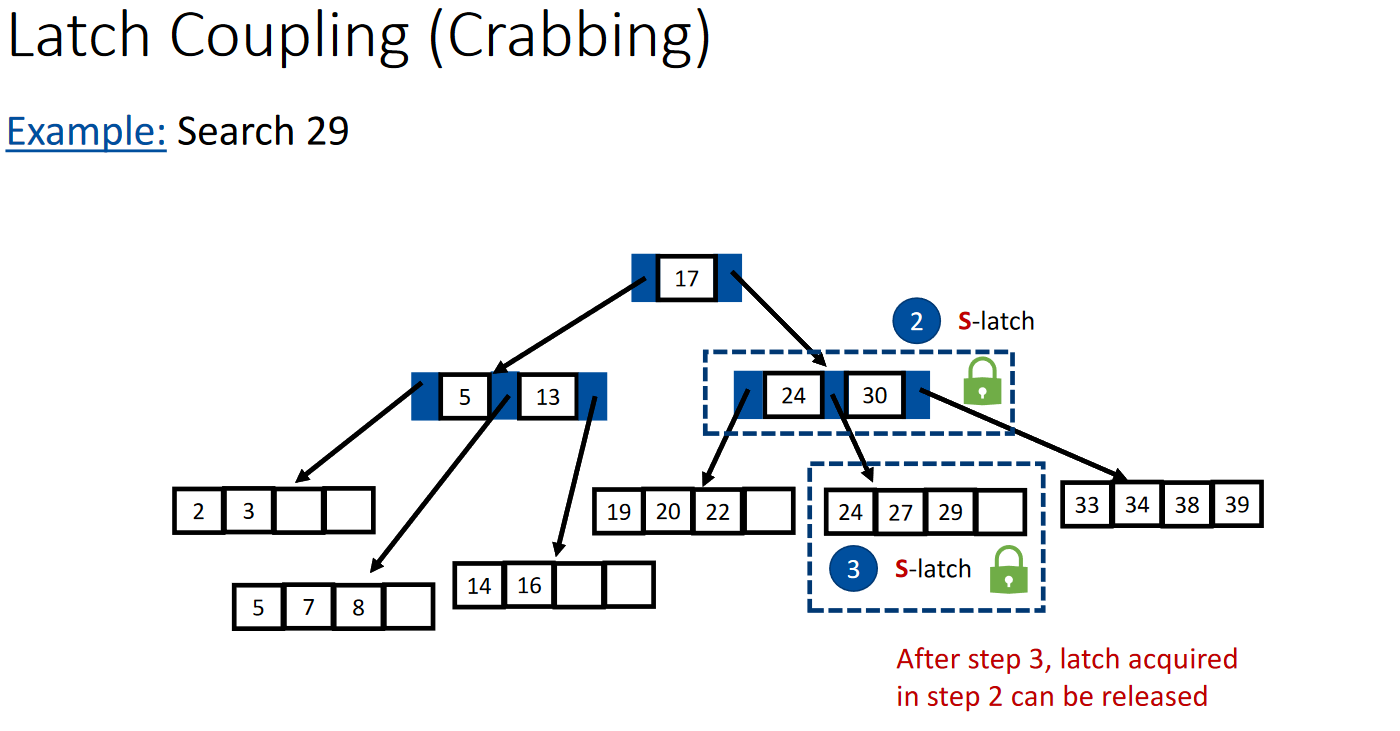 Latch Coupling (Crabbing)
Example: Search 29
17
2 S-latch
5 13
24 30
2 3
19 20 22
24 27 29
33 34 38 39
3 S-latch
14 16
5 7 8
After step 3, latch acquired
in step 2 can be released